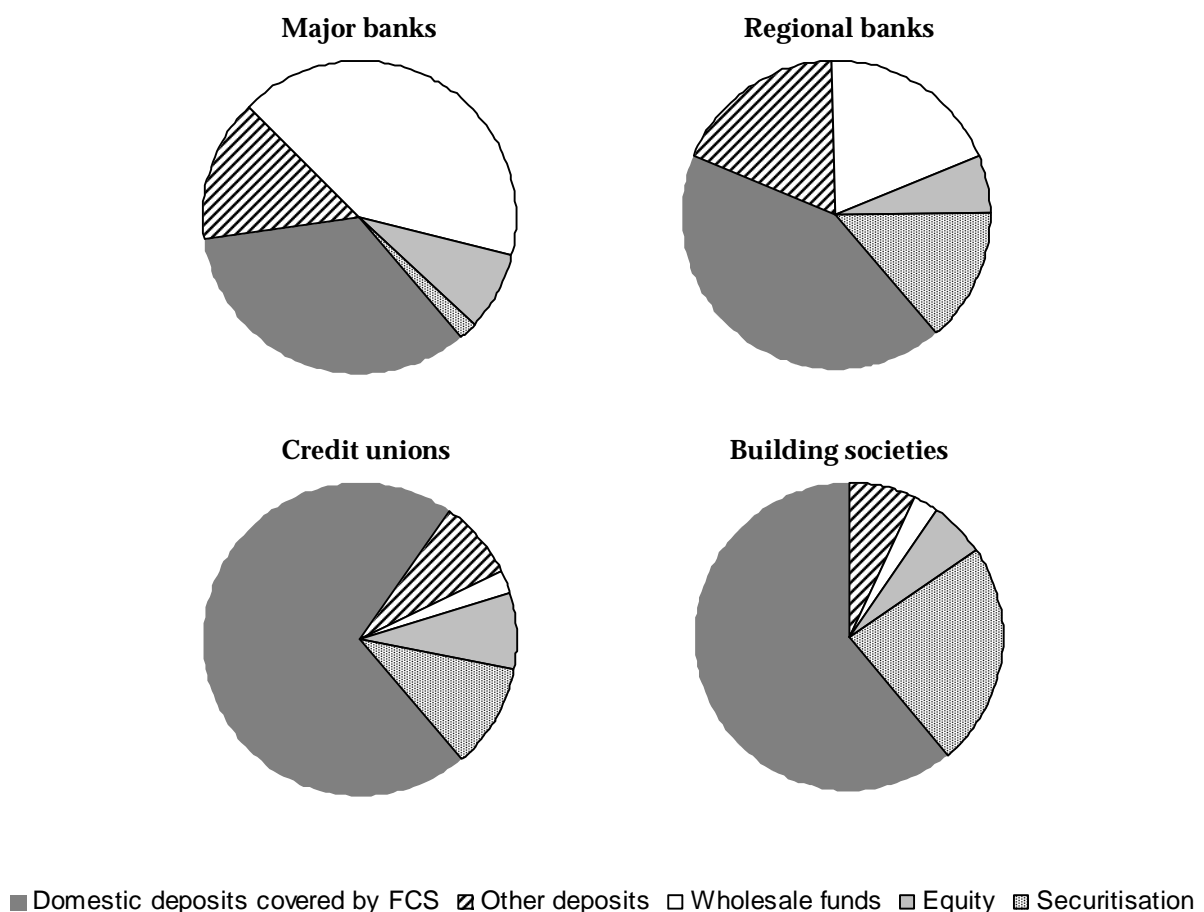 Major banks
Regional banks
Credit unions
Building societies
Domestic deposits covered by FCS Other deposits Wholesale funds Equity Securitisation